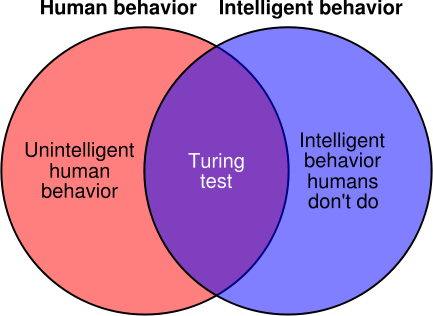 Human behavior
Intelligent behavior
Unintelligent
human
behavior
Turing
test
Intelligent
behavior
humans
don't do